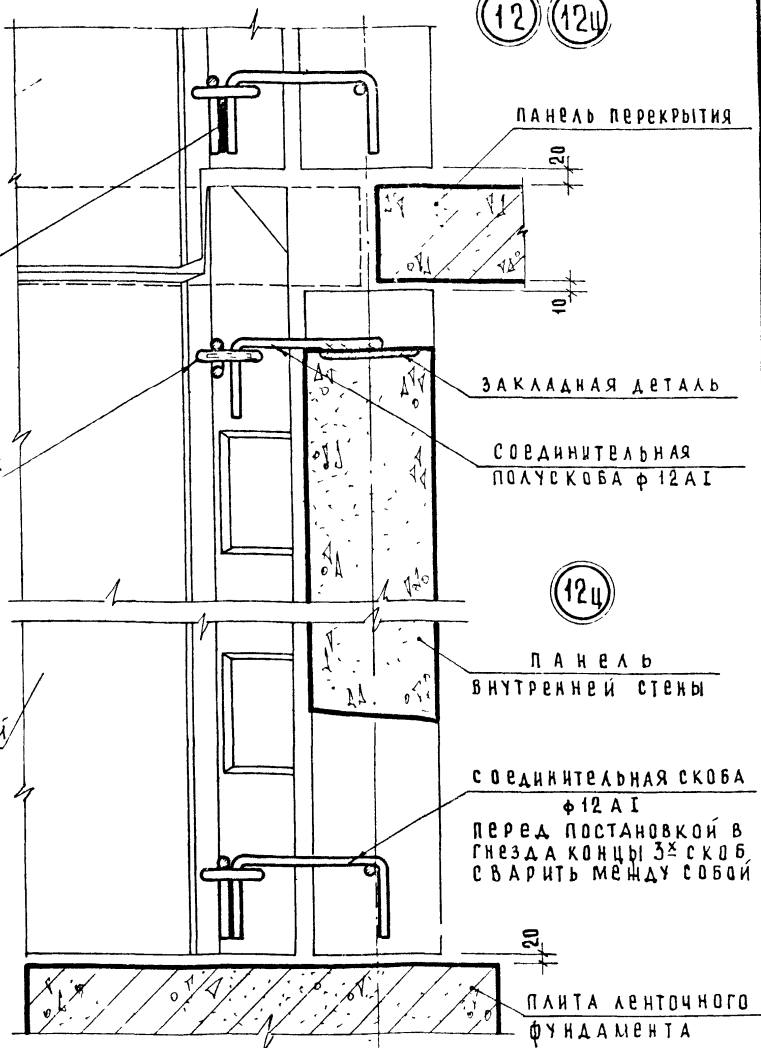 12 12ц
ПАНЕЛЬ ПЕРЕКРЫТИЯ
20
10
ЗАКЛАДНАЯ ДЕТАЛЬ
СОЕДИНИТЕЛЬНАЯ
ПОЛУСКОБА ϕ 12АI
12ц
ПАНЕЛЬ
ВНУТРЕННЕЙ СТЕНЫ
СОЕДИНИТЕЛЬНАЯ СКОБА
ϕ 12 А I
ПЕРЕД ПОСТАНОВКОЙ В
ГНЕЗДА КОНЦЫ 3х СКОБ
СВАРИТЬ МЕЖДУ СОБОЙ
20
ПЛИТА ЛЕНТОЧНОГО
ФУНДАМЕНТА